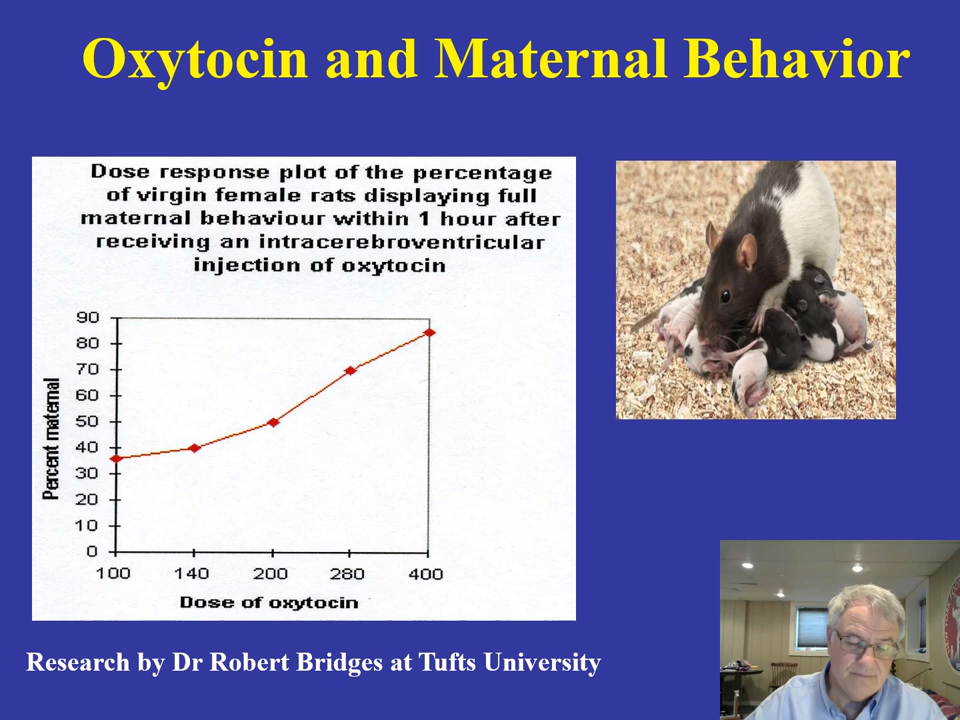 Oxytocin and Maternal Behavior
Dose response plot of the percentage
of virgin female rats displaying full
maternal behaviour within 1 hour after
receiving an intracerebroventricular
injection of oxytocin
90
80
70
60
50
40
30
20
10
0
Percent maternal
100 140 200 280 400
Dose of oxytocin
Research by Dr Robert Bridges at Tufts University